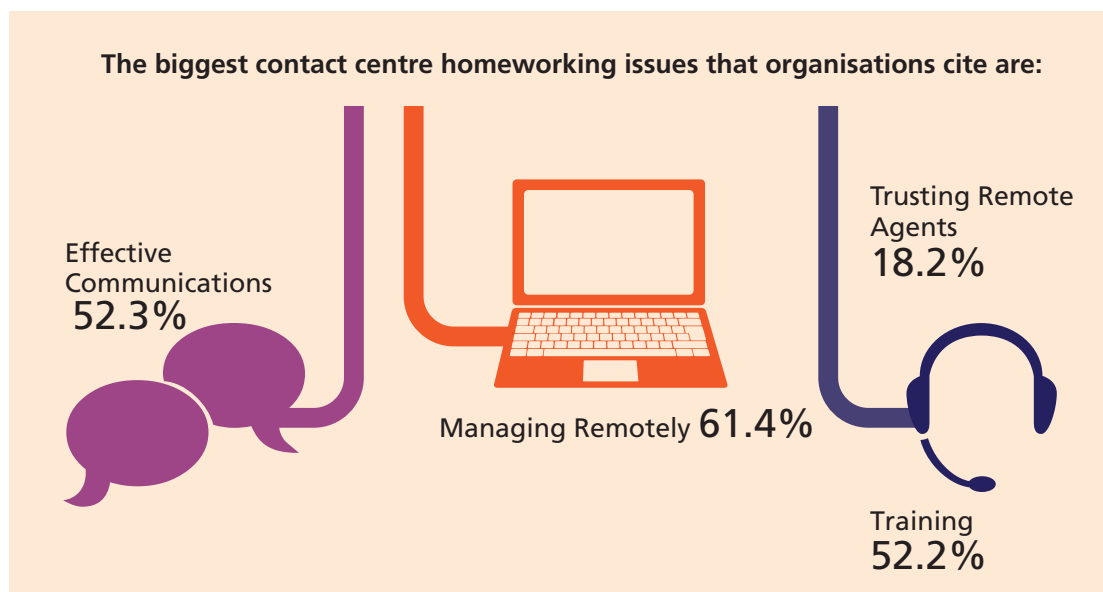 The biggest contact centre homeworking issues that organisations cite are:
Effective
Communications
52.3%
Managing Remotely 61.4%
Trusting Remote
Agents
18.2%
Training
52.2%